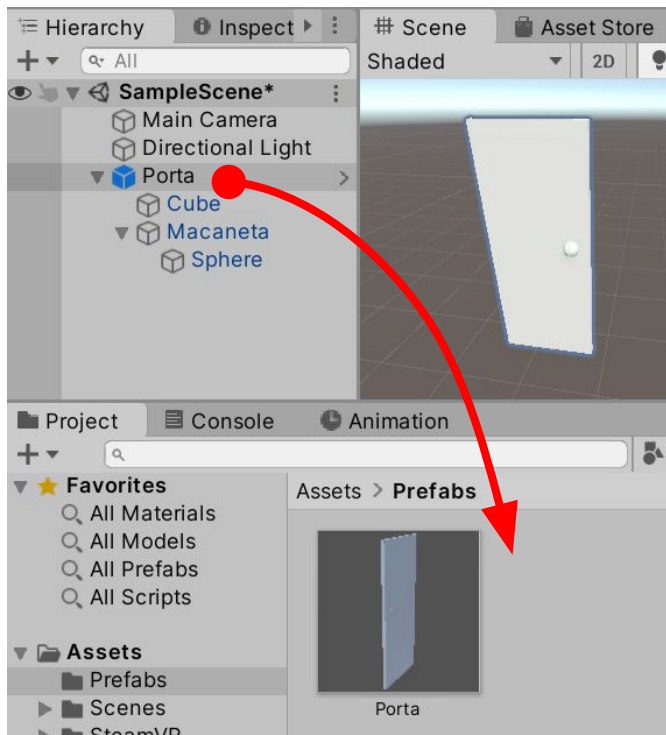 Hierarchy
Inspect
Scene
Asset Store
All
Shaded
2D
SampleScene*
Main Camera
Directional Light
Porta
Cube
Macaneta
Sphere
Project
Console
Animation
Favorites
Assets > Prefabs
All Materials
All Models
All Prefabs
All Scripts
Assets
Prefabs
Scenes
Porta
SteamVR